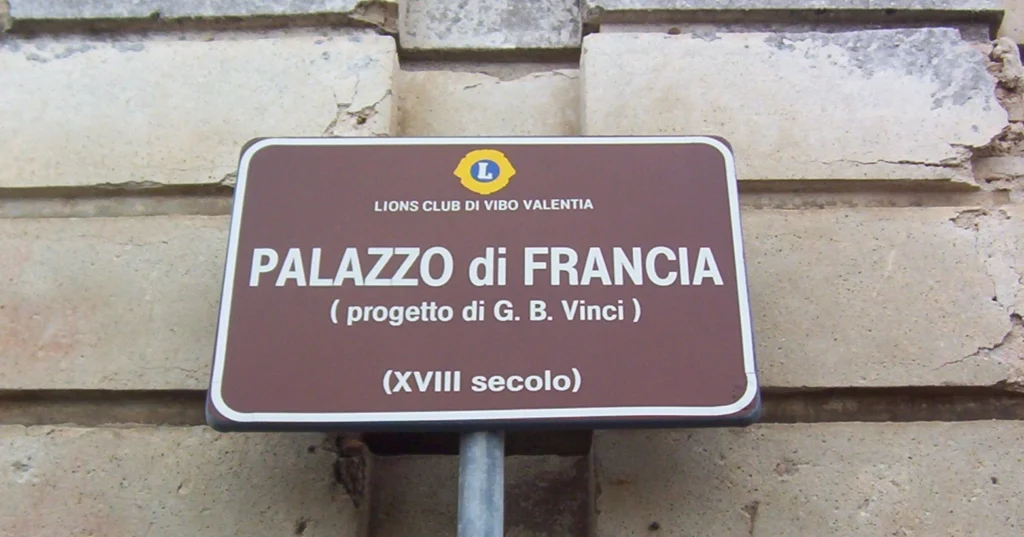 L
LIONS CLUB DI VIBO VALENTIA
PALAZZO di FRANCIA
( progetto di G. B. Vinci )
(XVIII secolo)